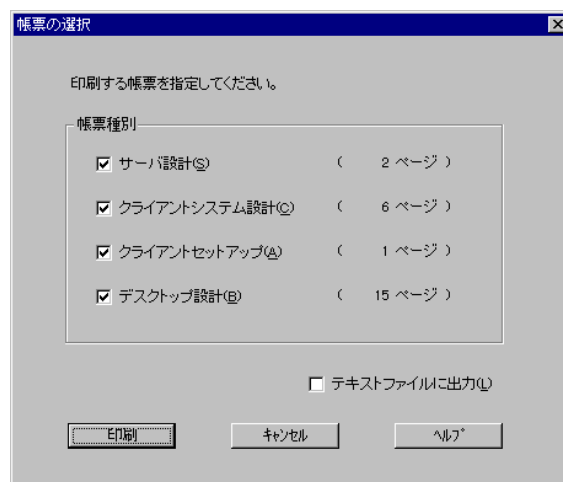 帳票の選択
印刷する帳票を指定してください。
帳票種別
サーバ設計(S) ( 2 ページ )
クライアントシステム設計(C) ( 6 ページ )
クライアントセットアップ(A) ( 1 ページ )
デスクトップ設計(B) ( 15 ページ )
テキストファイルに出力(L)
印刷 キャンセル ヘルプ